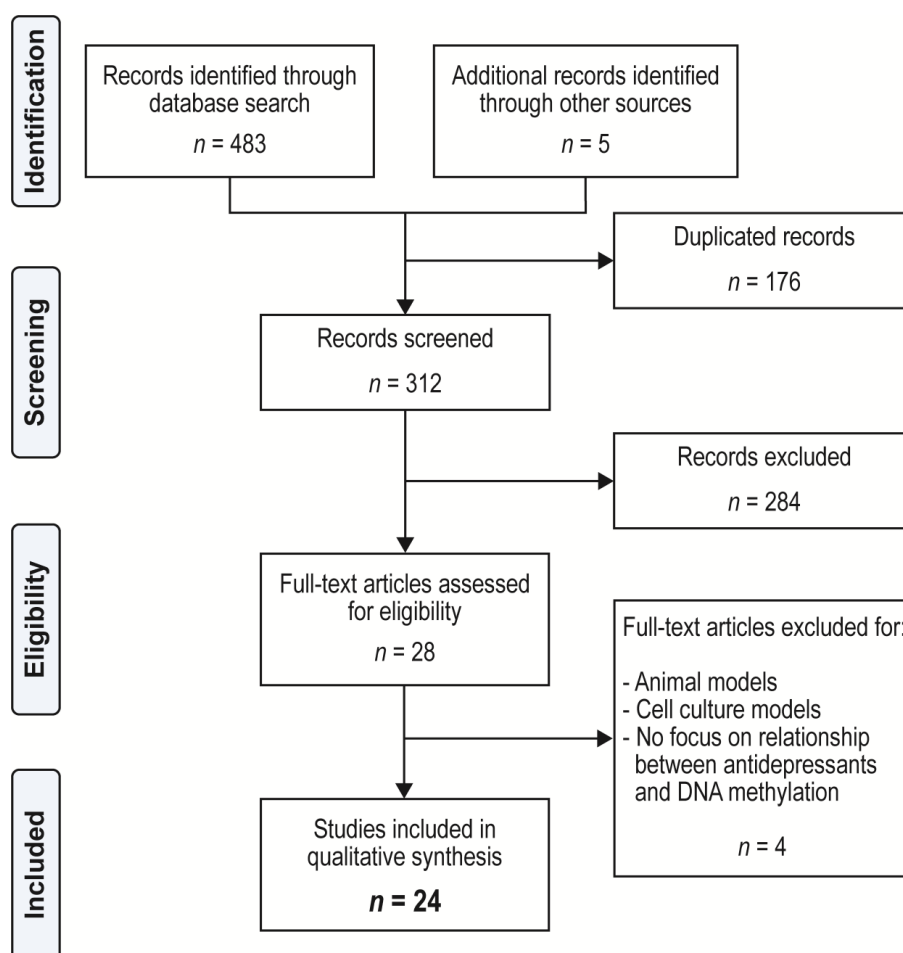 Identification
Records identified through
database search
n = 483
Additional records identified
through other sources
n = 5
Duplicated records
n = 176
Screening
Records screened
n = 312
Records excluded
n = 284
Eligibility
Full-text articles assessed
for eligibility
n = 28
Full-text articles excluded for:
- Animal models
- Cell culture models
- No focus on relationship
between antidepressants
and DNA methylation
n = 4
Included
Studies included in
qualitative synthesis
n = 24